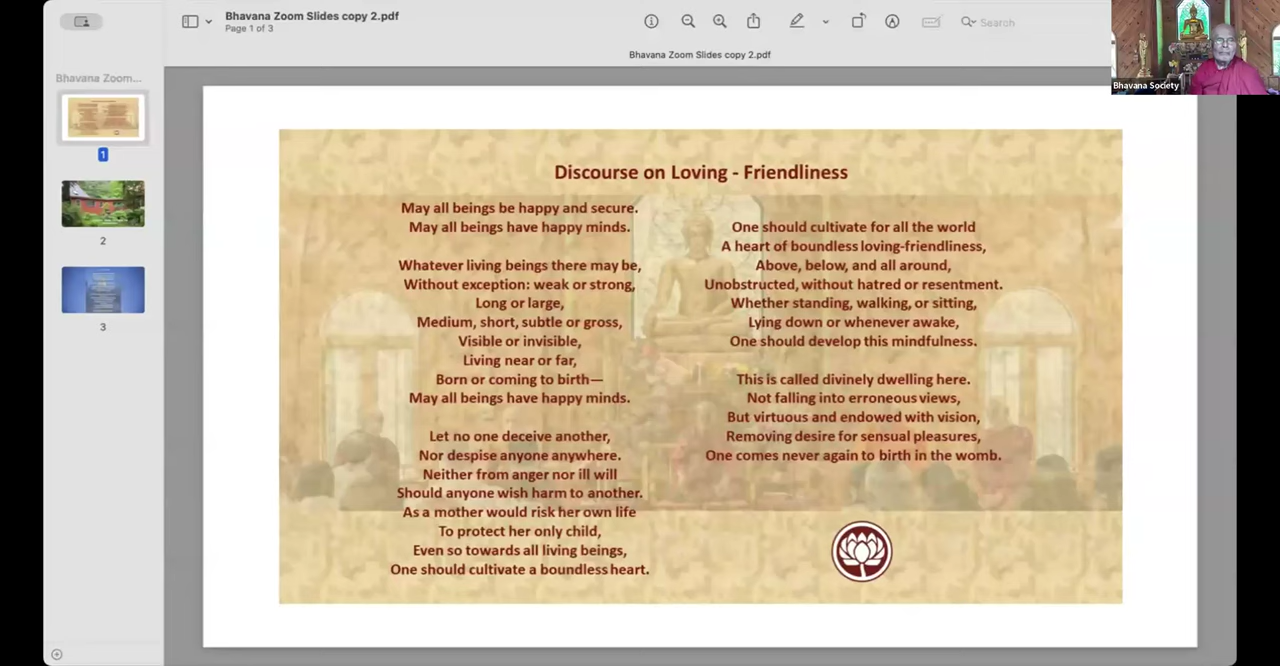 Bhavana Zoom Slides copy 2.pdf
Page 1 of 3
Search
Bhavana Zoom Slides copy 2.pdf
Bhavana Society
Bhavana Zoom...
1
2
3
Discourse on Loving - Friendliness
May all beings be happy and secure.
May all beings have happy minds.
Whatever living beings there may be,
Without exception: weak or strong,
Long or large,
Medium, short, subtle or gross,
Visible or invisible,
Living near or far,
Born or coming to birth—
May all beings have happy minds.
Let no one deceive another,
Nor despise anyone anywhere.
Neither from anger nor ill will
Should anyone wish harm to another.
As a mother would risk her own life
To protect her only child,
Even so towards all living beings,
One should cultivate a boundless heart.
One should cultivate for all the world
A heart of boundless loving-friendliness,
Above, below, and all around,
Unobstructed, without hatred or resentment.
Whether standing, walking, or sitting,
Lying down or whenever awake,
One should develop this mindfulness.
This is called divinely dwelling here.
Not falling into erroneous views,
But virtuous and endowed with vision,
Removing desire for sensual pleasures,
One comes never again to birth in the womb.